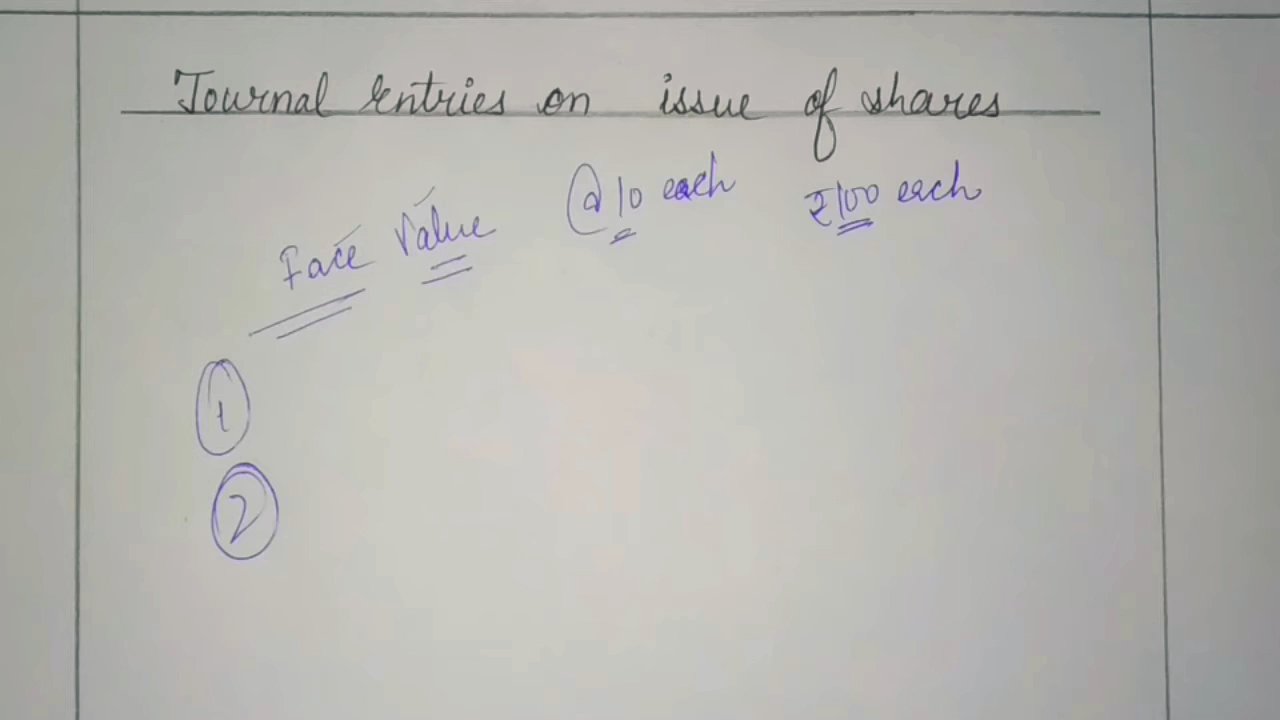 Journal Entries on issue of shares
Face Value @ 10 each ₹100 each
1
2